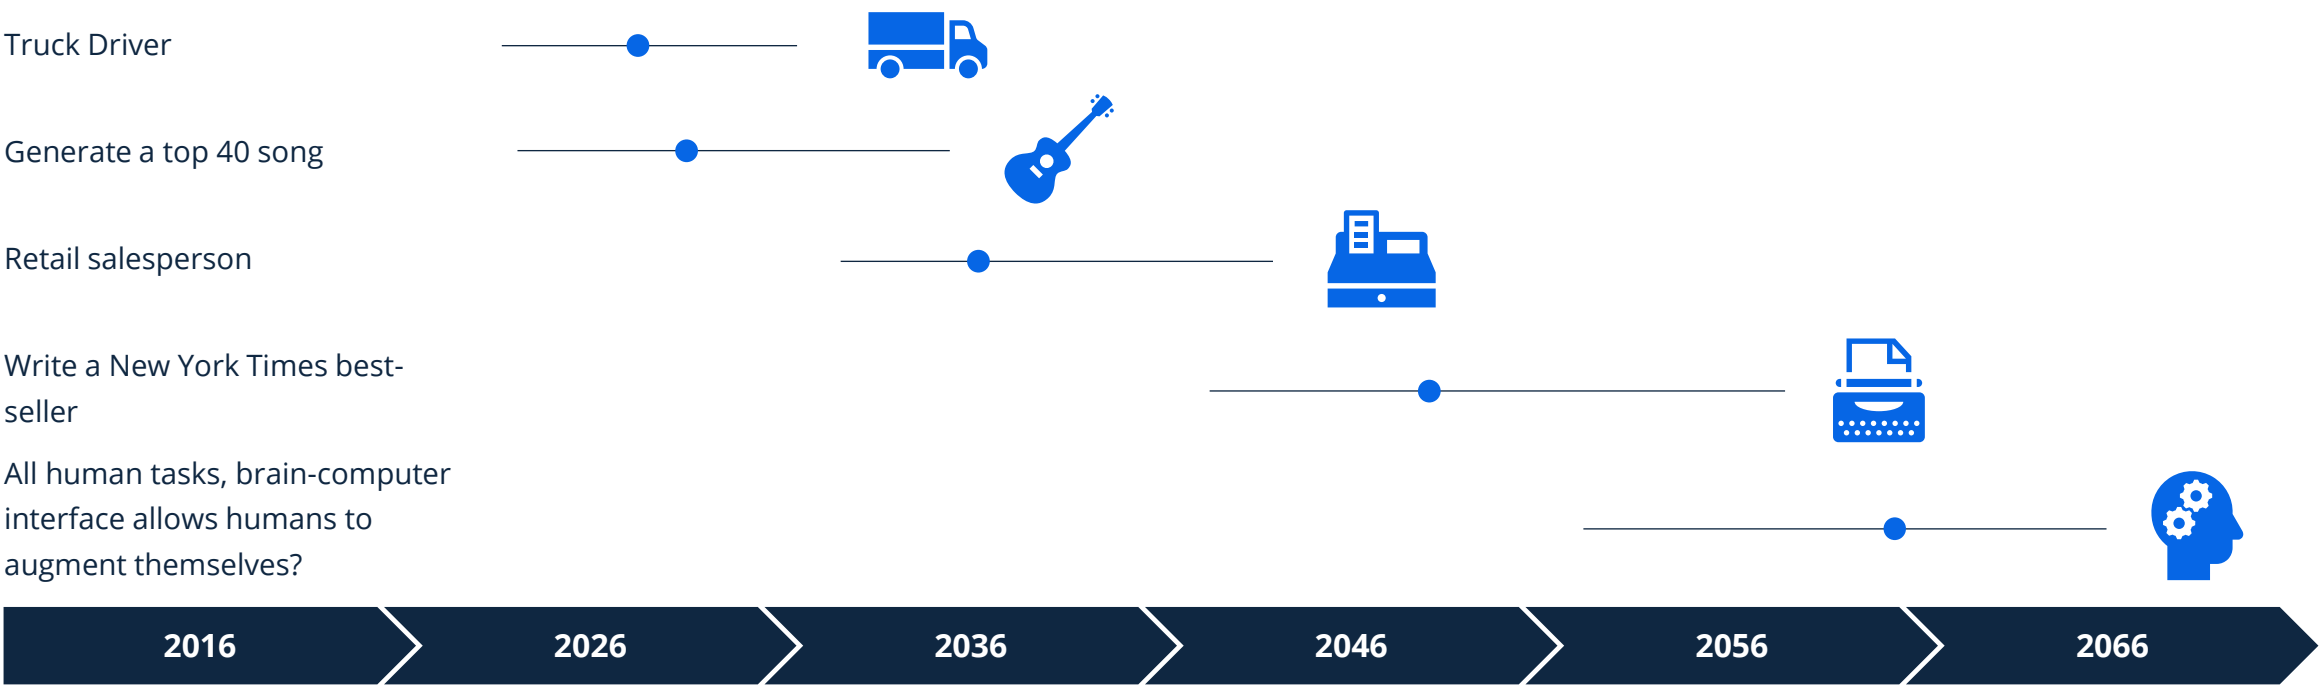 Truck Driver
Generate a top 40 song
Retail salesperson
Write a New York Times best-
seller
All human tasks, brain-computer
interface allows humans to
augment themselves?
2016 2026 2036 2046 2056 2066